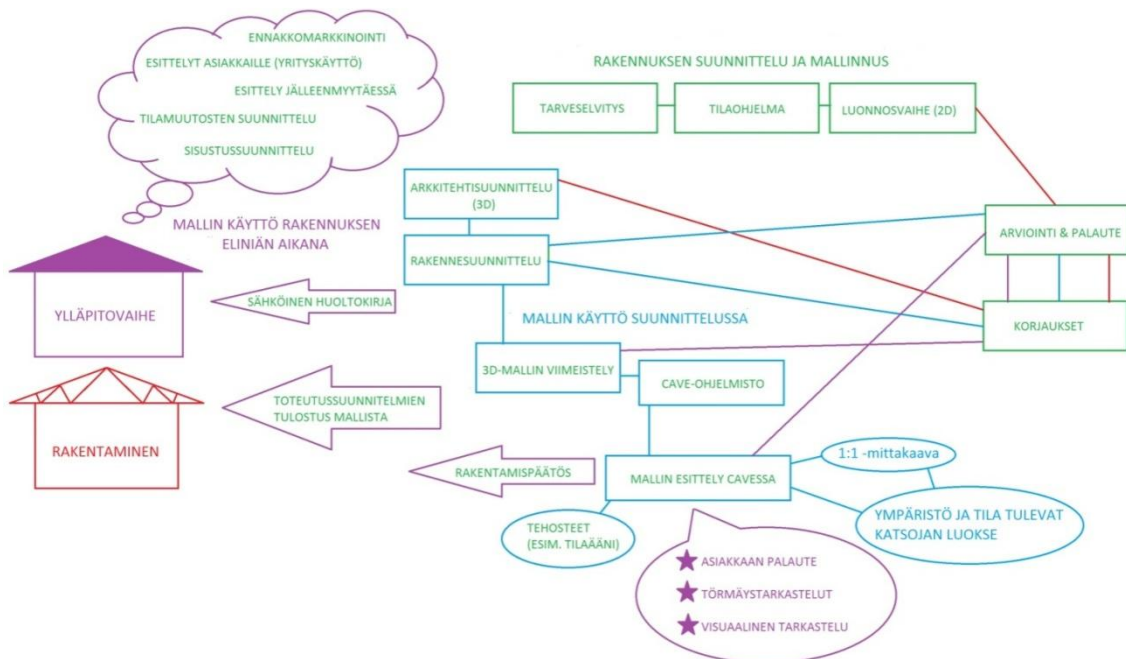 ENNAKKOMARKKINOINTI
ESITTELYT ASIAKKAILLE (YRITYSKÄYTTÖ)
ESITTELY JÄLLEENMYYTÄESSÄ
TILAMUUTOSTEN SUUNNITTELU
SISUSTUSSUUNNITTELU
RAKENNUKSEN SUUNNITTELU JA MALLINNUS
TARVESELVITYS
TILAOHJELMA
LUONNOSVAIHE (2D)
ARKKITEHTISUUNNITTELU
(3D)
RAKENNESUUNNITTELU
ARVIOINTI & PALAUTE
KORJAUKSET
MALLIN KÄYTTÖ RAKENNUKSEN
ELINIÄN AIKANA
YLLÄPITOVAIHE
SÄHKÖINEN HUOLTOKIRJA
MALLIN KÄYTTÖ SUUNNITTELUSSA
3D-MALLIN VIIMEISTELY
CAVE-OHJELMISTO
RAKENTAMINEN
TOTEUTUSSUUNNITELMIEN
TULOSTUS MALLISTA
RAKENTAMISPÄÄTÖS
MALLIN ESITTELY CAVESSA
1:1 -mittakaava
YMPÄRISTÖ JA TILA TULEVAT
KATSOJAN LUOKSE
TEHOSTEET
(ESIM. TILAÄÄNI)
ASIAKKAAN PALAUTE
TÖRMÄYSTARKASTELUT
VISUAALINEN TARKASTELU